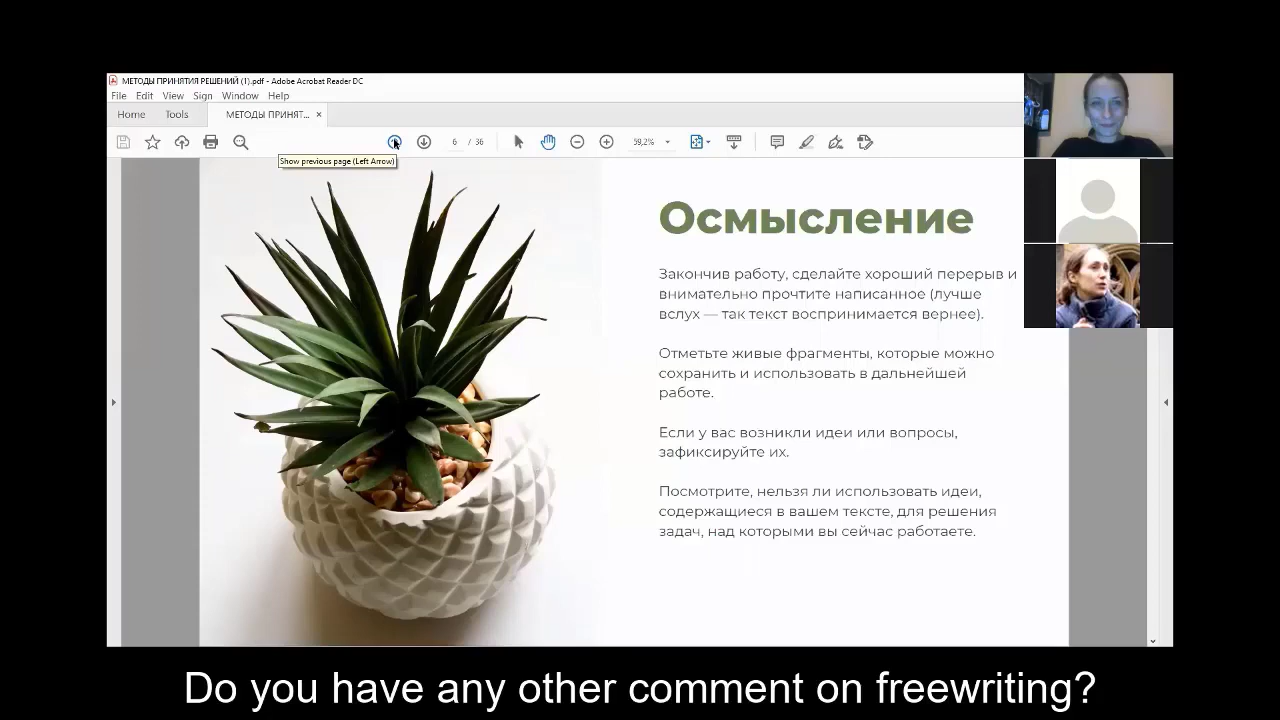 МЕТОДЫ ПРИНЯТИЯ РЕШЕНИЙ (1).pdf - Adobe Acrobat Reader DC
File Edit View Sign Window Help
Home Tools МЕТОДЫ ПРИНЯТ... ×
6 / 36 59,2%
Show previous page (Left Arrow)
Осмысление
Закончив работу, сделайте хороший перерыв и
внимательно прочтите написанное (лучше
вслух — так текст воспринимается вернее).
Отметьте живые фрагменты, которые можно
сохранить и использовать в дальнейшей
работе.
Если у вас возникли идеи или вопросы,
зафиксируйте их.
Посмотрите, нельзя ли использовать идеи,
содержащиеся в вашем тексте, для решения
задач, над которыми вы сейчас работаете.
Do you have any other comment on freewriting?